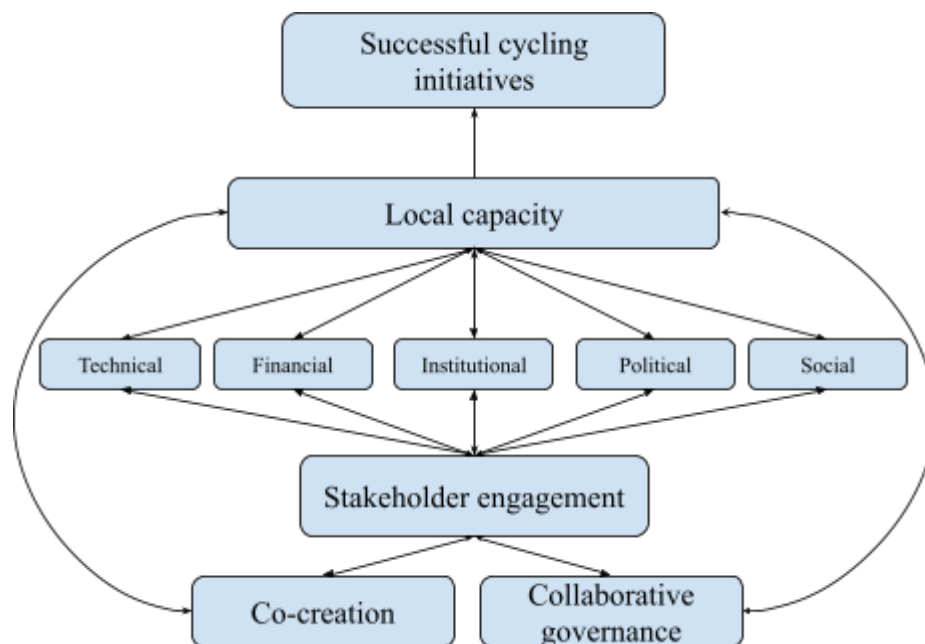 Successful cycling
initiatives
Local capacity
Technical
Financial
Institutional
Political
Social
Stakeholder engagement
Co-creation
Collaborative
governance